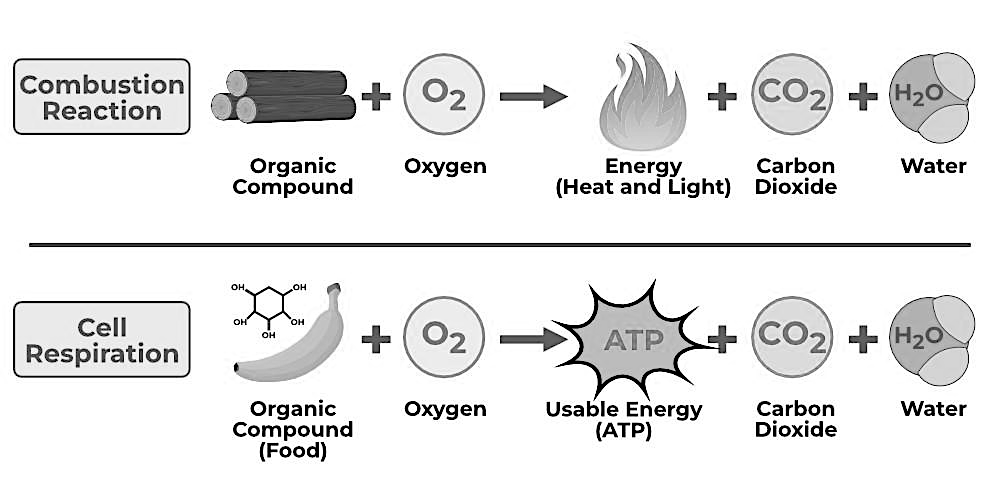 Combustion
Reaction
+
O₂
+
CO₂
+
H₂O
Organic
Compound
Oxygen
Energy
(Heat and Light)
Carbon
Dioxide
Water
Cell
Respiration
OH
OH
OH
OH
OH
+
O₂
ATP
+
CO₂
+
H₂O
Organic
Compound
(Food)
Oxygen
Usable Energy
(ATP)
Carbon
Dioxide
Water